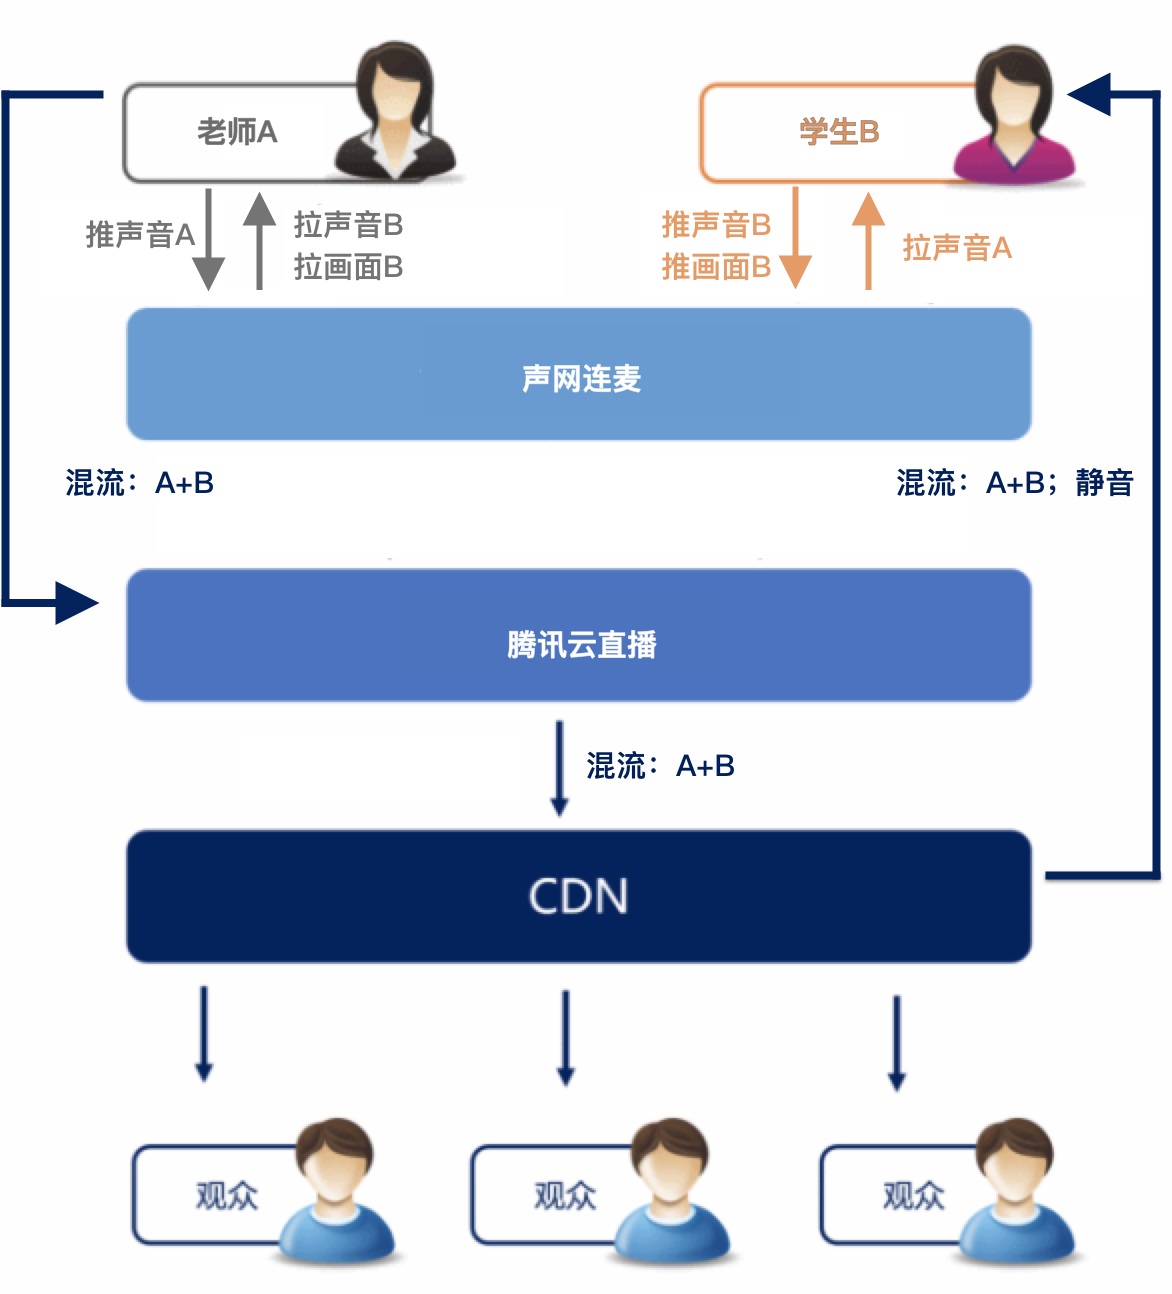 老师A
学生B
推声音A
拉声音B
拉画面B
推声音B
推画面B
拉声音A
声网连麦
混流：A+B
混流：A+B；静音
腾讯云直播
混流：A+B
CDN
观众
观众
观众